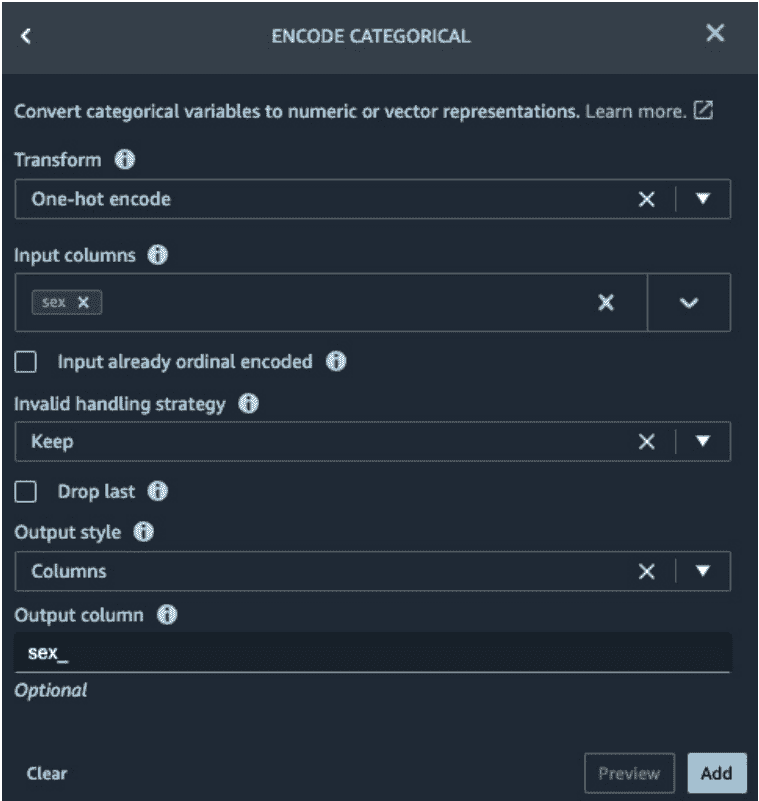 ENCODE CATEGORICAL
Convert categorical variables to numeric or vector representations. Learn more.
Transform
One-hot encode
Input columns
sex
Input already ordinal encoded
Invalid handling strategy
Keep
Drop last
Output style
Columns
Output column
sex_
Optional
Clear Preview Add